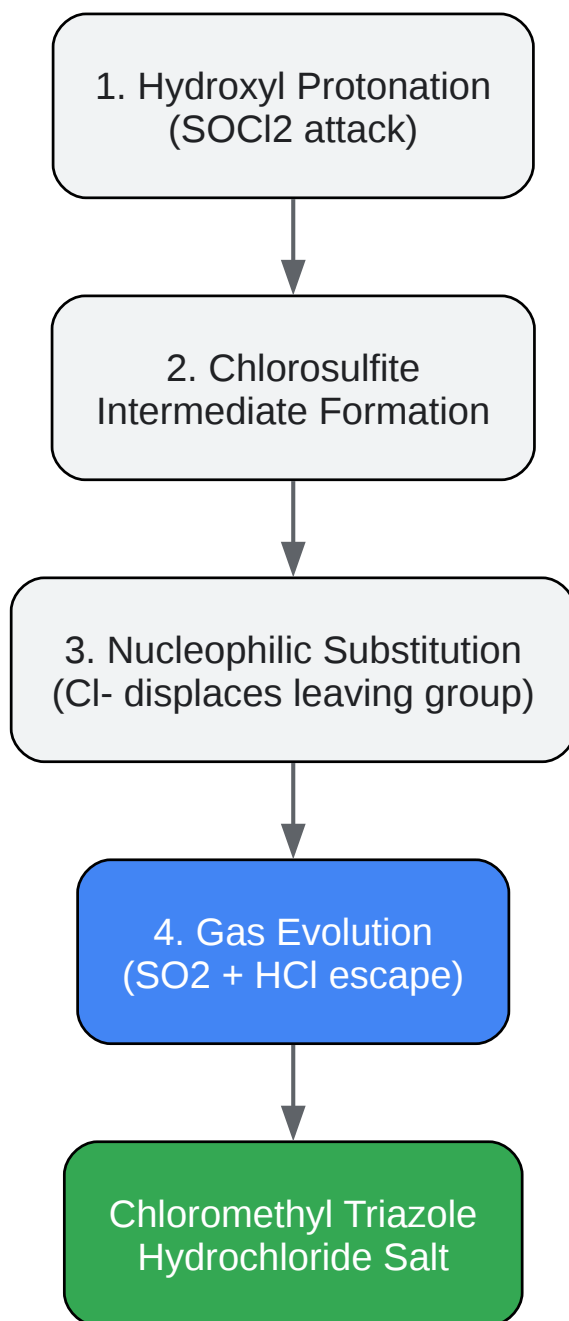 1. Hydroxyl Protonation
(SOCl2 attack)
2. Chlorosulfite
Intermediate Formation
3. Nucleophilic Substitution
(Cl- displaces leaving group)
4. Gas Evolution
(SO2 + HCl escape)
Chloromethyl Triazole
Hydrochloride Salt